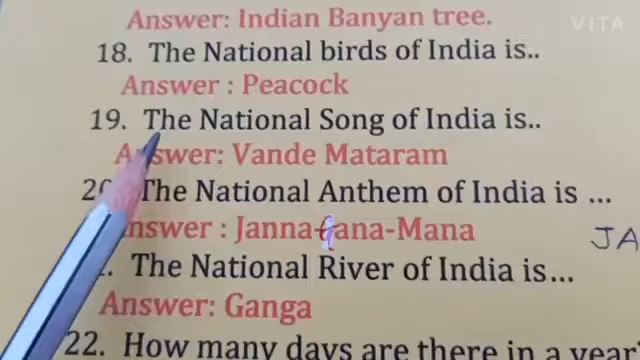 Answer: Indian Banyan tree.
VITA
18. The National birds of India is..
Answer : Peacock
19. The National Song of India is..
Answer: Vande Mataram
20 The National Anthem of India is ...
Answer : Janna-Gana-Mana
JA
. The National River of India is...
Answer: Ganga
22. How many days are there in a year